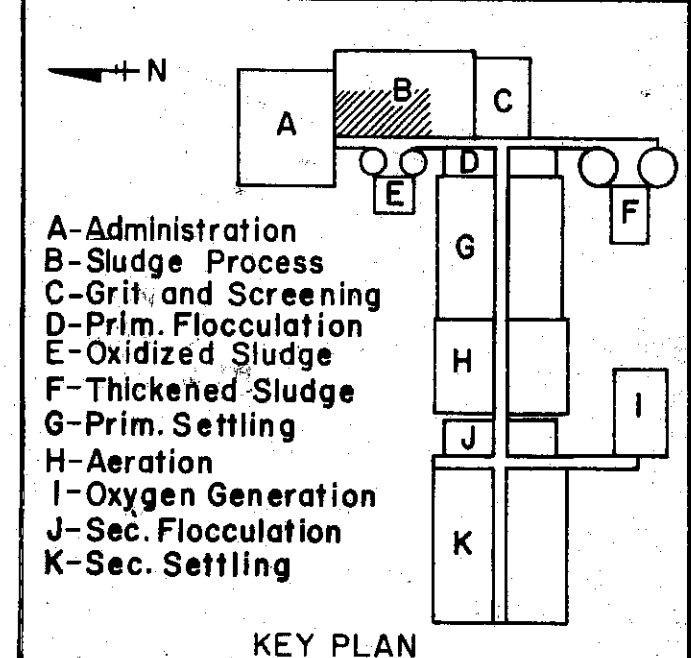 N
A
B
C
D
E
F
G
H
I
J
K
A-Administration
B-Sludge Process
C-Grit and Screening
D-Prim. Flocculation
E-Oxidized Sludge
F-Thickened Sludge
G-Prim. Settling
H-Aeration
I-Oxygen Generation
J-Sec. Flocculation
K-Sec. Settling
KEY PLAN